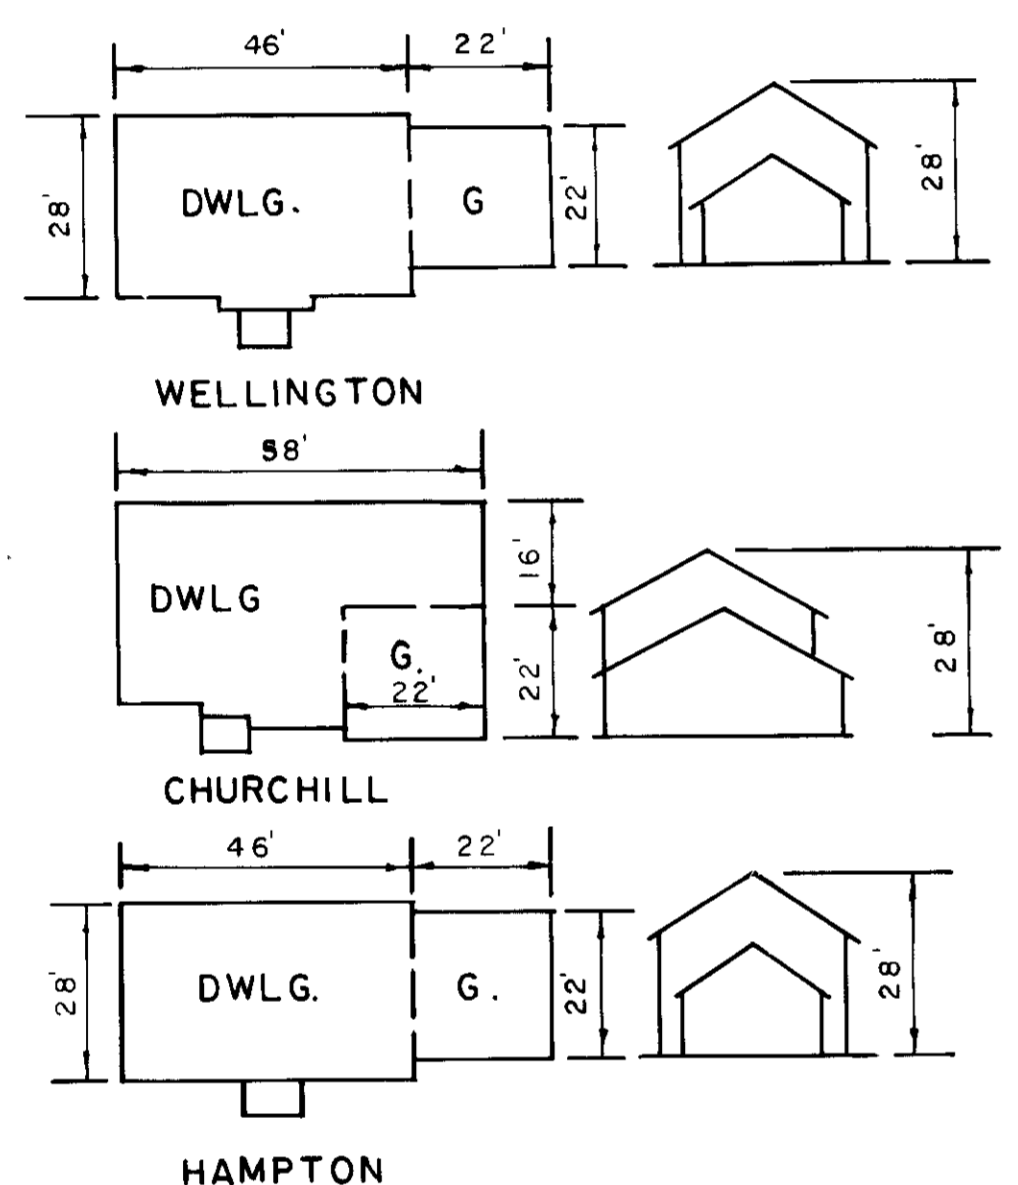 46' 22'
28' DWLG. G 22' 28'
WELLINGTON
58'
16'
DWLG
G.
22' 22' 28'
CHURCHILL
46' 22'
28' DWLG. G. 22' 28'
HAMPTON